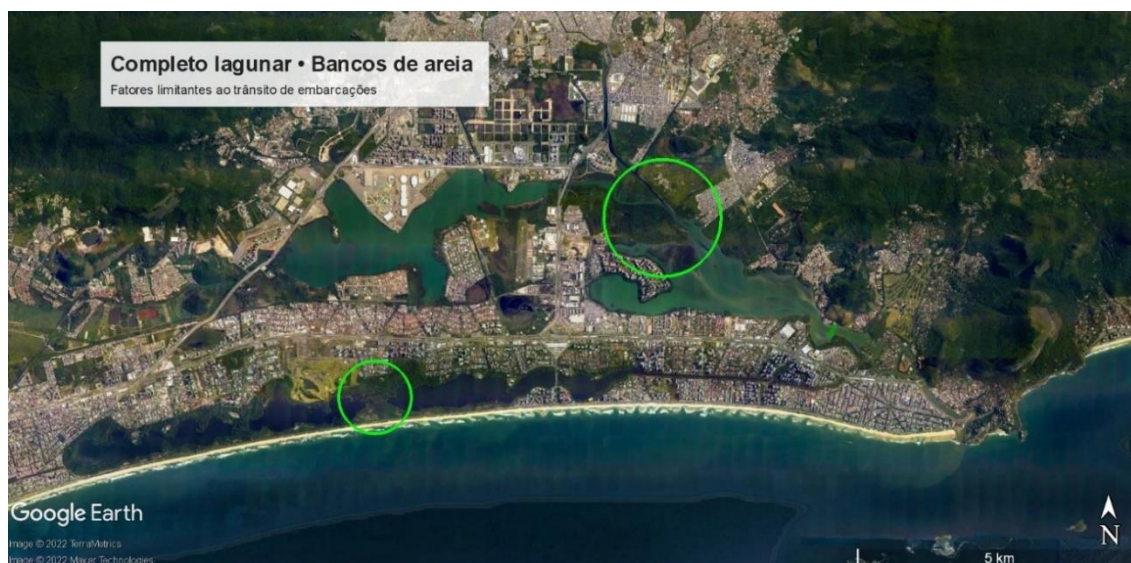 Completo lagunar • Bancos de areia
Fatores limitantes ao trânsito de embarcações
Google Earth
Image © 2022 TerraMetrics
Image © 2022 Maxar Technologies
N
5 km